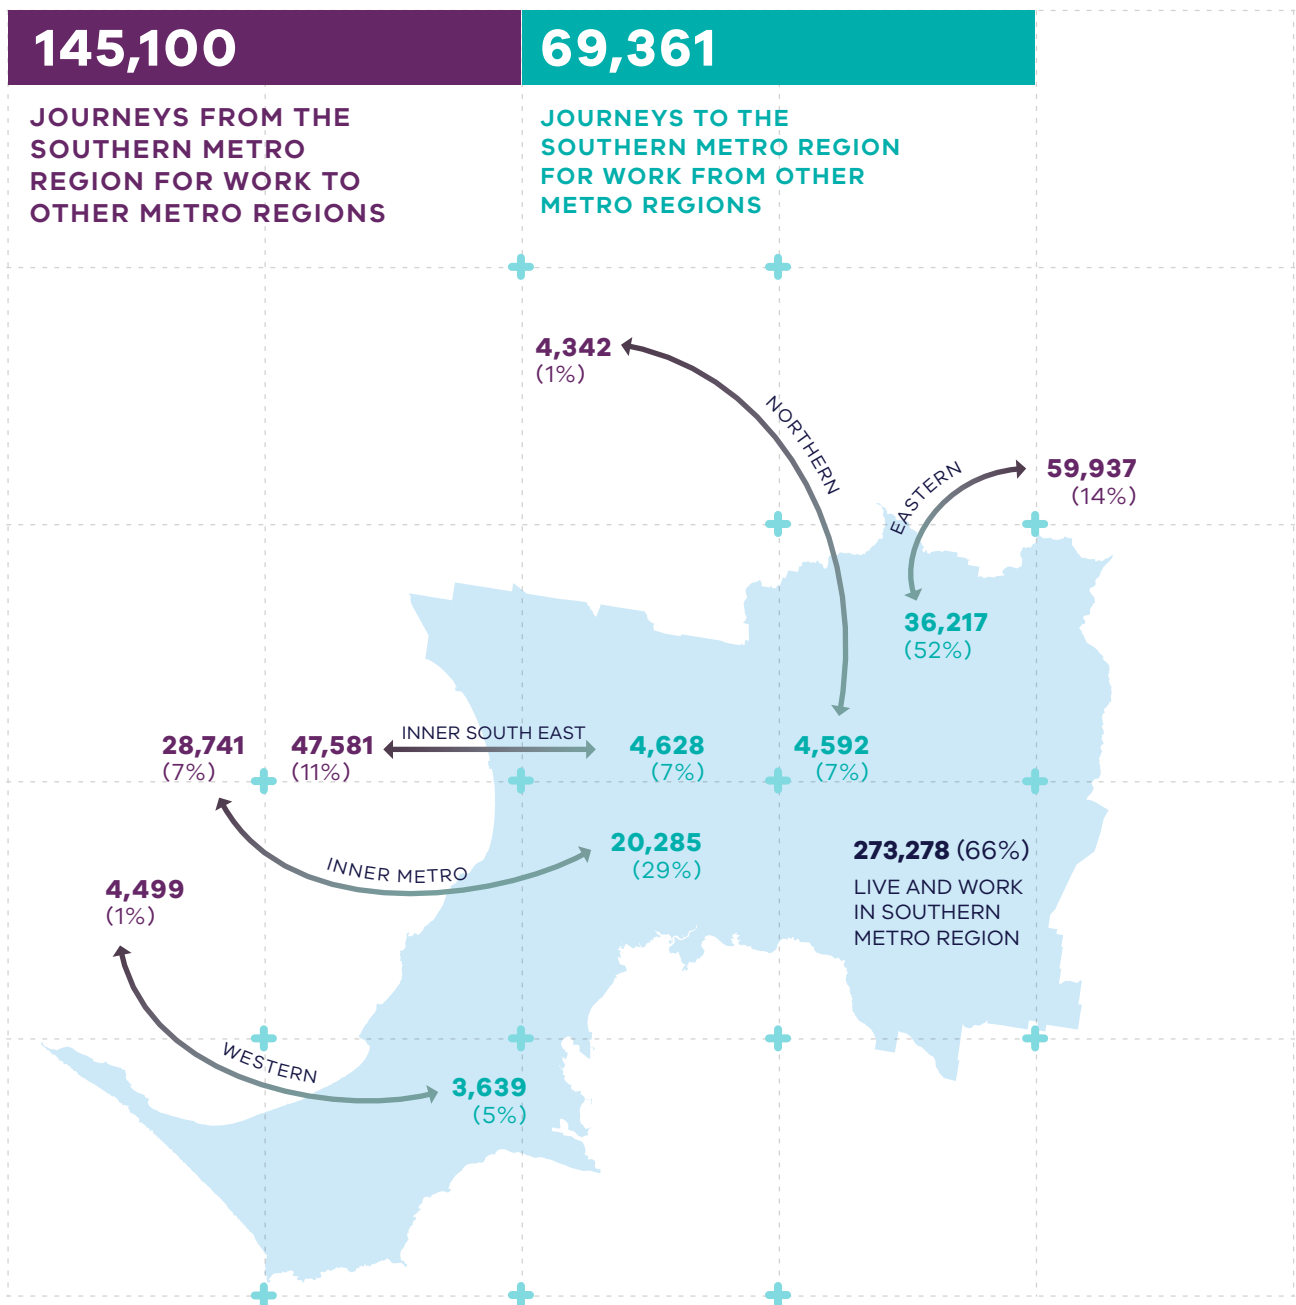 145,100
JOURNEYS FROM THE
SOUTHERN METRO
REGION FOR WORK TO
OTHER METRO REGIONS
69,361
JOURNEYS TO THE
SOUTHERN METRO REGION
FOR WORK FROM OTHER
METRO REGIONS
4,342
(1%)
NORTHERN
EASTERN
59,937
(14%)
36,217
(52%)
28,741
(7%)
47,581
(11%)
INNER SOUTH EAST
4,628
(7%)
4,592
(7%)
INNER METRO
20,285
(29%)
273,278 (66%)
LIVE AND WORK
IN SOUTHERN
METRO REGION
4,499
(1%)
WESTERN
3,639
(5%)